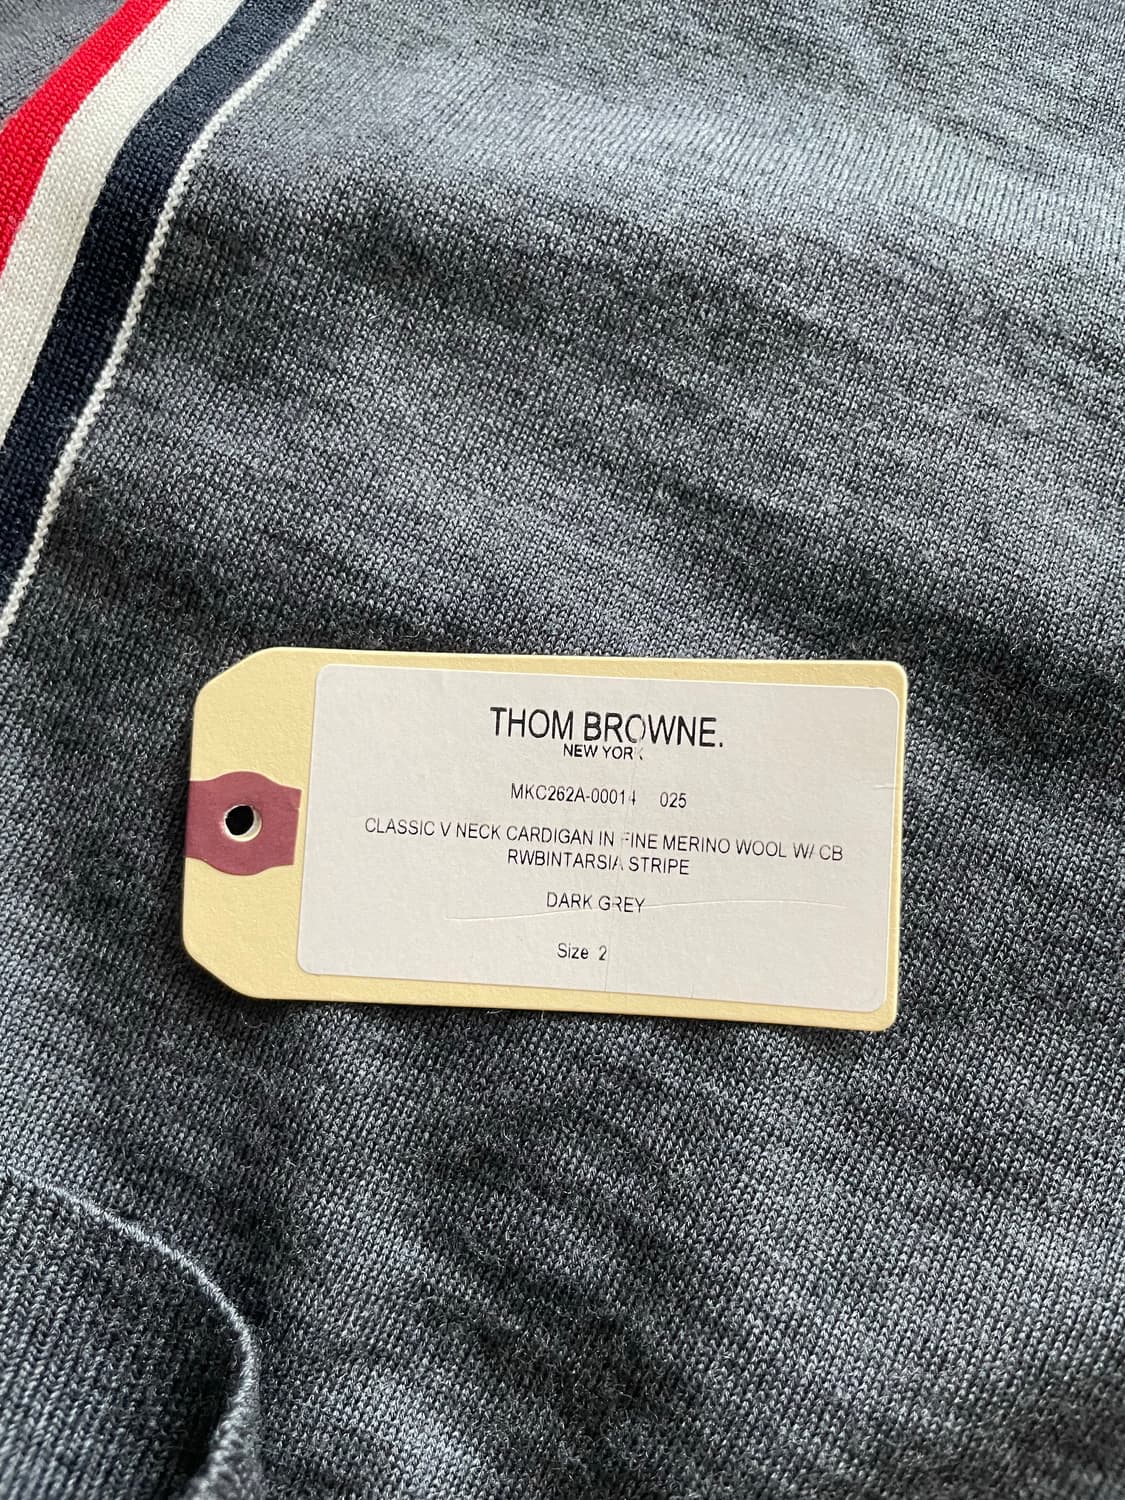 THOM BROWNE.
NEW YORK
MKC262A-00014 025
CLASSIC V NECK CARDIGAN IN FINE MERINO WOOL W/ CB
RWBINTARSIA STRIPE
DARK GREY
Size 2